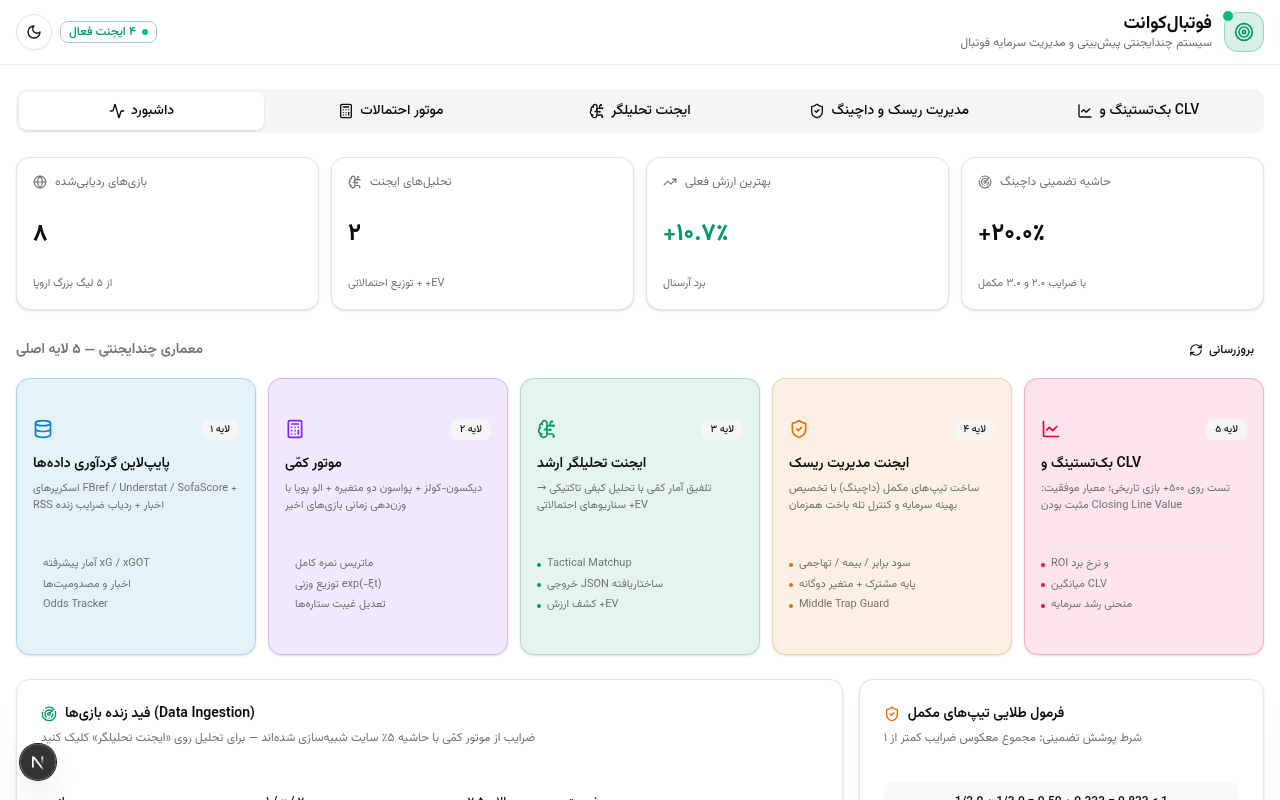 فوتبال‌کوانت
سیستم چندایجنتی پیش‌بینی و مدیریت سرمایه فوتبال
۴ ایجنت فعال
داشبورد
موتور احتمالات
ایجنت تحلیلگر
مدیریت ریسک و داچینگ
بک‌تستینگ و CLV
بازی‌های ردیابی‌شده
۸
از ۵ لیگ بزرگ اروپا
تحلیل‌های ایجنت
۲
توزیع احتمالاتی + +EV
بهترین ارزش فعلی
+۱۰.۷٪
برد آرسنال
حاشیه تضمینی داچینگ
+۲۰.۰٪
با ضرایب ۲.۰ و ۳.۰ مکمل
معماری چندایجنتی — ۵ لایه اصلی
بروزرسانی
لایه ۱
پایپ‌لاین گردآوری داده‌ها
اسکرپرهای FBref / Understat / SofaScore +
اخبار + ردیاب ضرایب زنده RSS
آمار پیشرفته xG / xGOT
اخبار و مصدومیت‌ها
Odds Tracker
لایه ۲
موتور کمّی
دیکسون-کولز + پواسون دو متغیره + الو پویا با
وزن‌دهی زمانی بازی‌های اخیر
ماتریس نمره کامل
توزیع وزنی exp(-ξt)
تعدیل غیبت ستاره‌ها
لایه ۳
ایجنت تحلیلگر ارشد
تلفیق آمار کمّی با تحلیل کیفی تاکتیکی →
سناریوهای احتمالاتی +EV
Tactical Matchup
خروجی JSON ساختاریافته
کشف ارزش +EV
لایه ۴
ایجنت مدیریت ریسک
ساخت تیپ‌های مکمل (داچینگ) با تخصیص
بهینه سرمایه و کنترل تله باخت همزمان
سود برابر / بیمه / تهاجمی
پایه مشترک + متغیر دوگانه
Middle Trap Guard
لایه ۵
بک‌تستینگ و CLV
تست روی ۵۰۰+ بازی تاریخی؛ معیار موفقیت:
مثبت بودن Closing Line Value
ROI و نرخ برد
میانگین CLV
منحنی رشد سرمایه
فید زنده بازی‌ها (Data Ingestion)
ضرایب از موتور کمّی با حاشیه ۵٪ سایت شبیه‌سازی شده‌اند — برای تحلیل روی «ایجنت تحلیلگر» کلیک کنید
فرمول طلایی تیپ‌های مکمل
شرط پوشش تضمینی: مجموع معکوس ضرایب کمتر از ۱
N